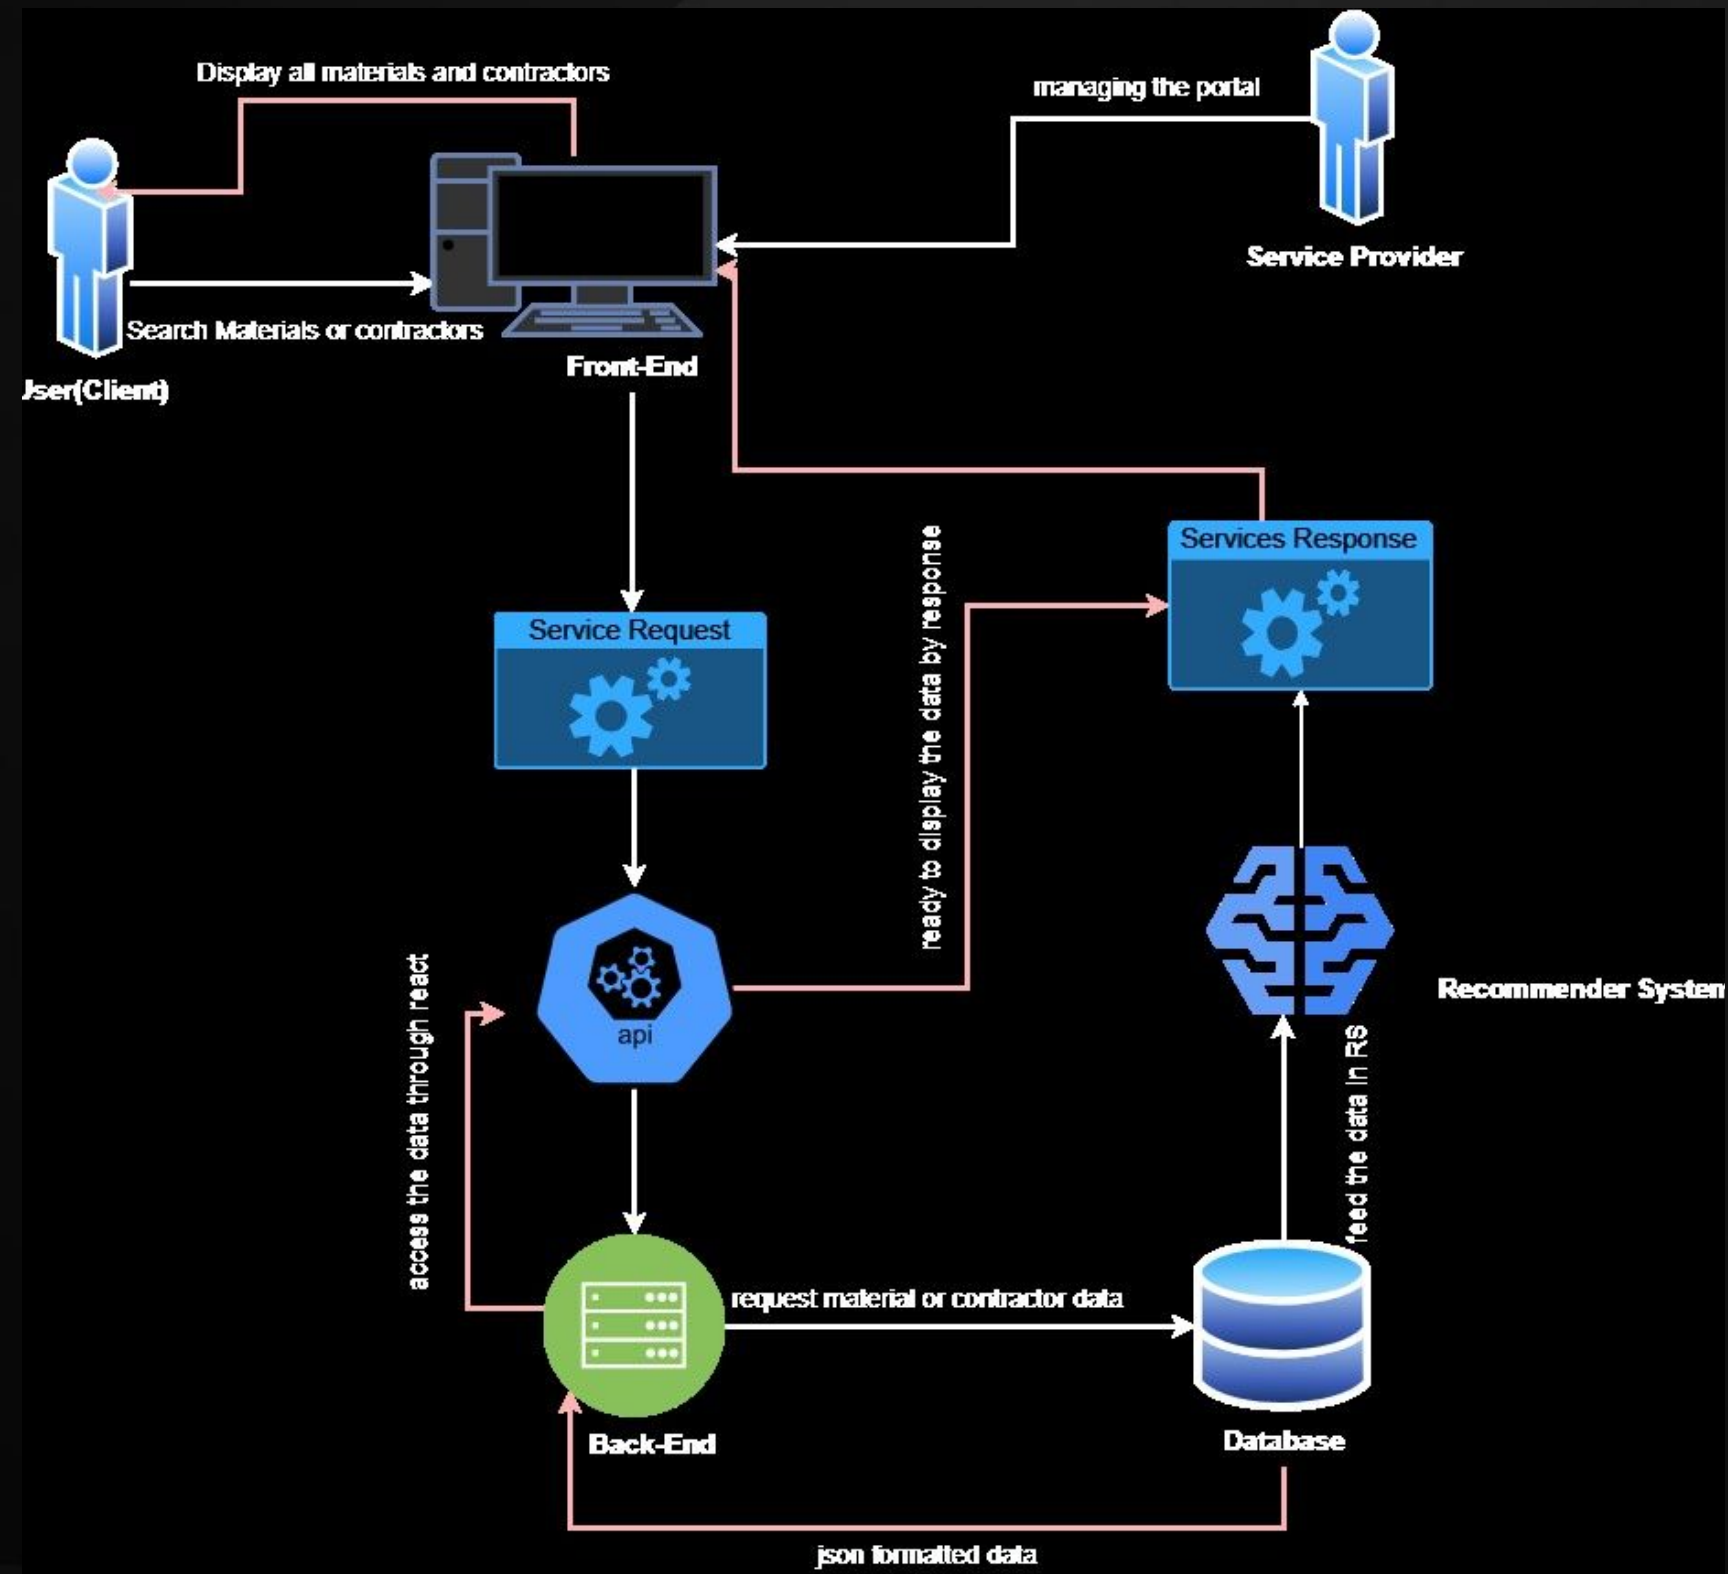 Display all materials and contractors
managing the portal
Service Provider
Search Materials or contractors
Front-End
Jser(Client)
Services Response
ready to display the data by response
Service Request
access the data through react
api
Recommender System
feed the data in RS
request material or contractor data
Back-End
Database
json formatted data